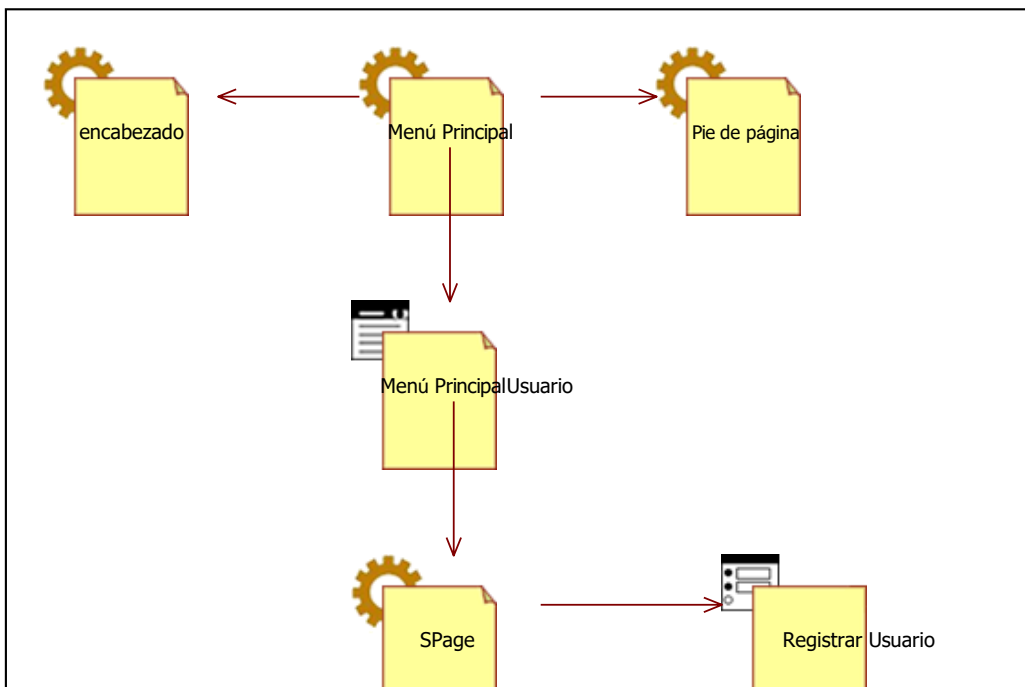 encabezado
Menú Principal
Pie de página
Menú PrincipalUsuario
SPage
Registrar Usuario